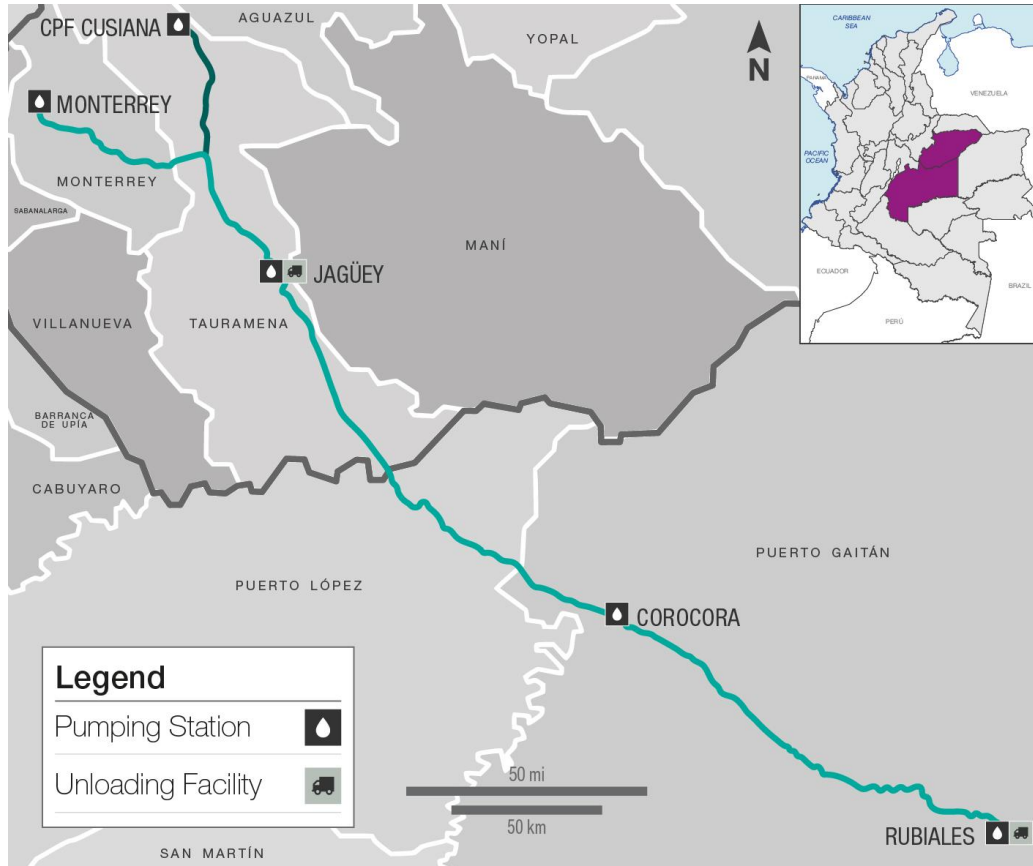 CPF CUSIANA
AGUAZUL
YOPAL
N
MONTERREY
MONTERREY
SABANALARGA
MANÍ
JAGÜEY
VILLANUEVA
TAURAMENA
BARRANCA
DE UPÍA
CABUYARO
PUERTO LÓPEZ
PUERTO GAITÁN
COROCORA
RUBIALES
SAN MARTÍN
50 mi
50 km
Legend
Pumping Station
Unloading Facility
CARIBBEAN
SEA
PANAMA
VENEZUELA
PACIFIC
OCEAN
ECUADOR
BRAZIL
PERÚ